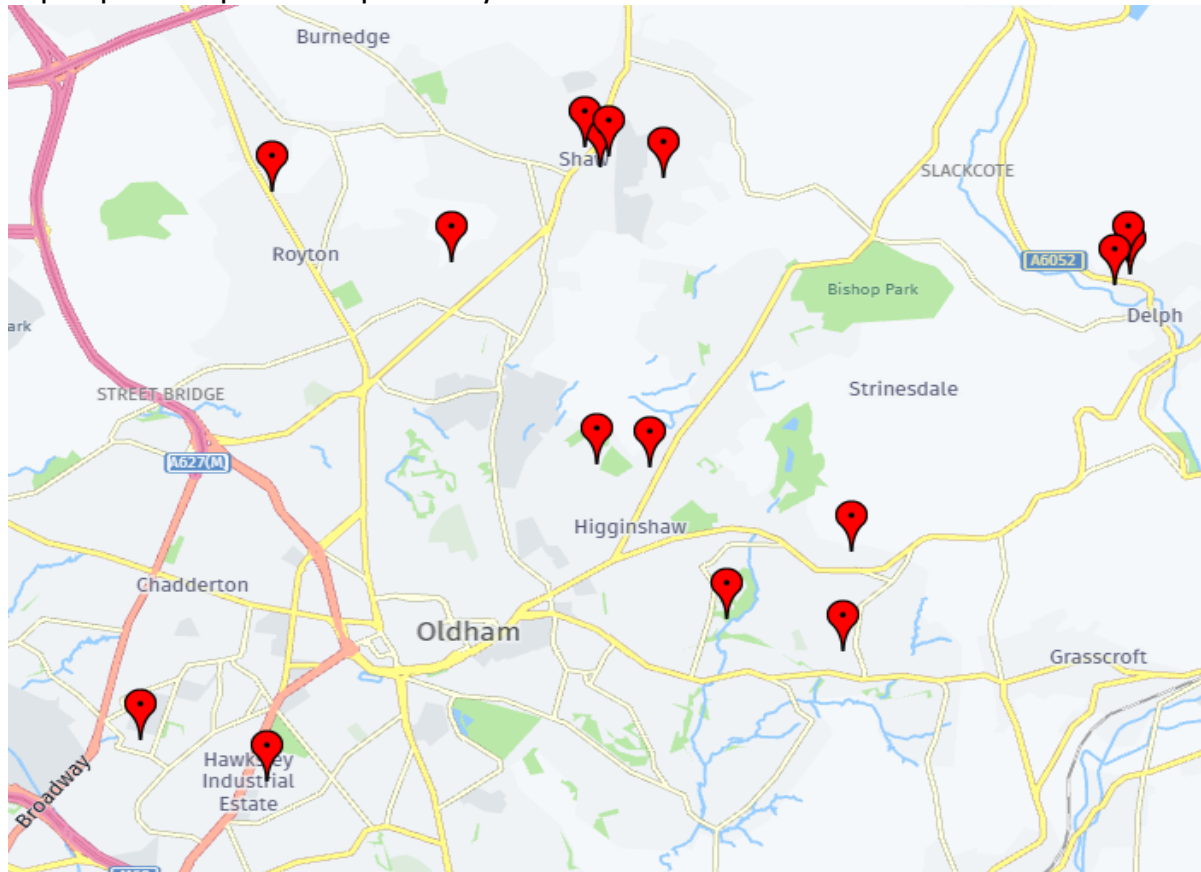 Burnedge
Shaw
SLACKCOTE
Royton
A6052
Bishop Park
Delph
ark
Strinesdale
STREET BRIDGE
A627(M)
Higginshaw
Chadderton
Oldham
Grasscroft
Hawksley
Industrial
Estate
Broadway